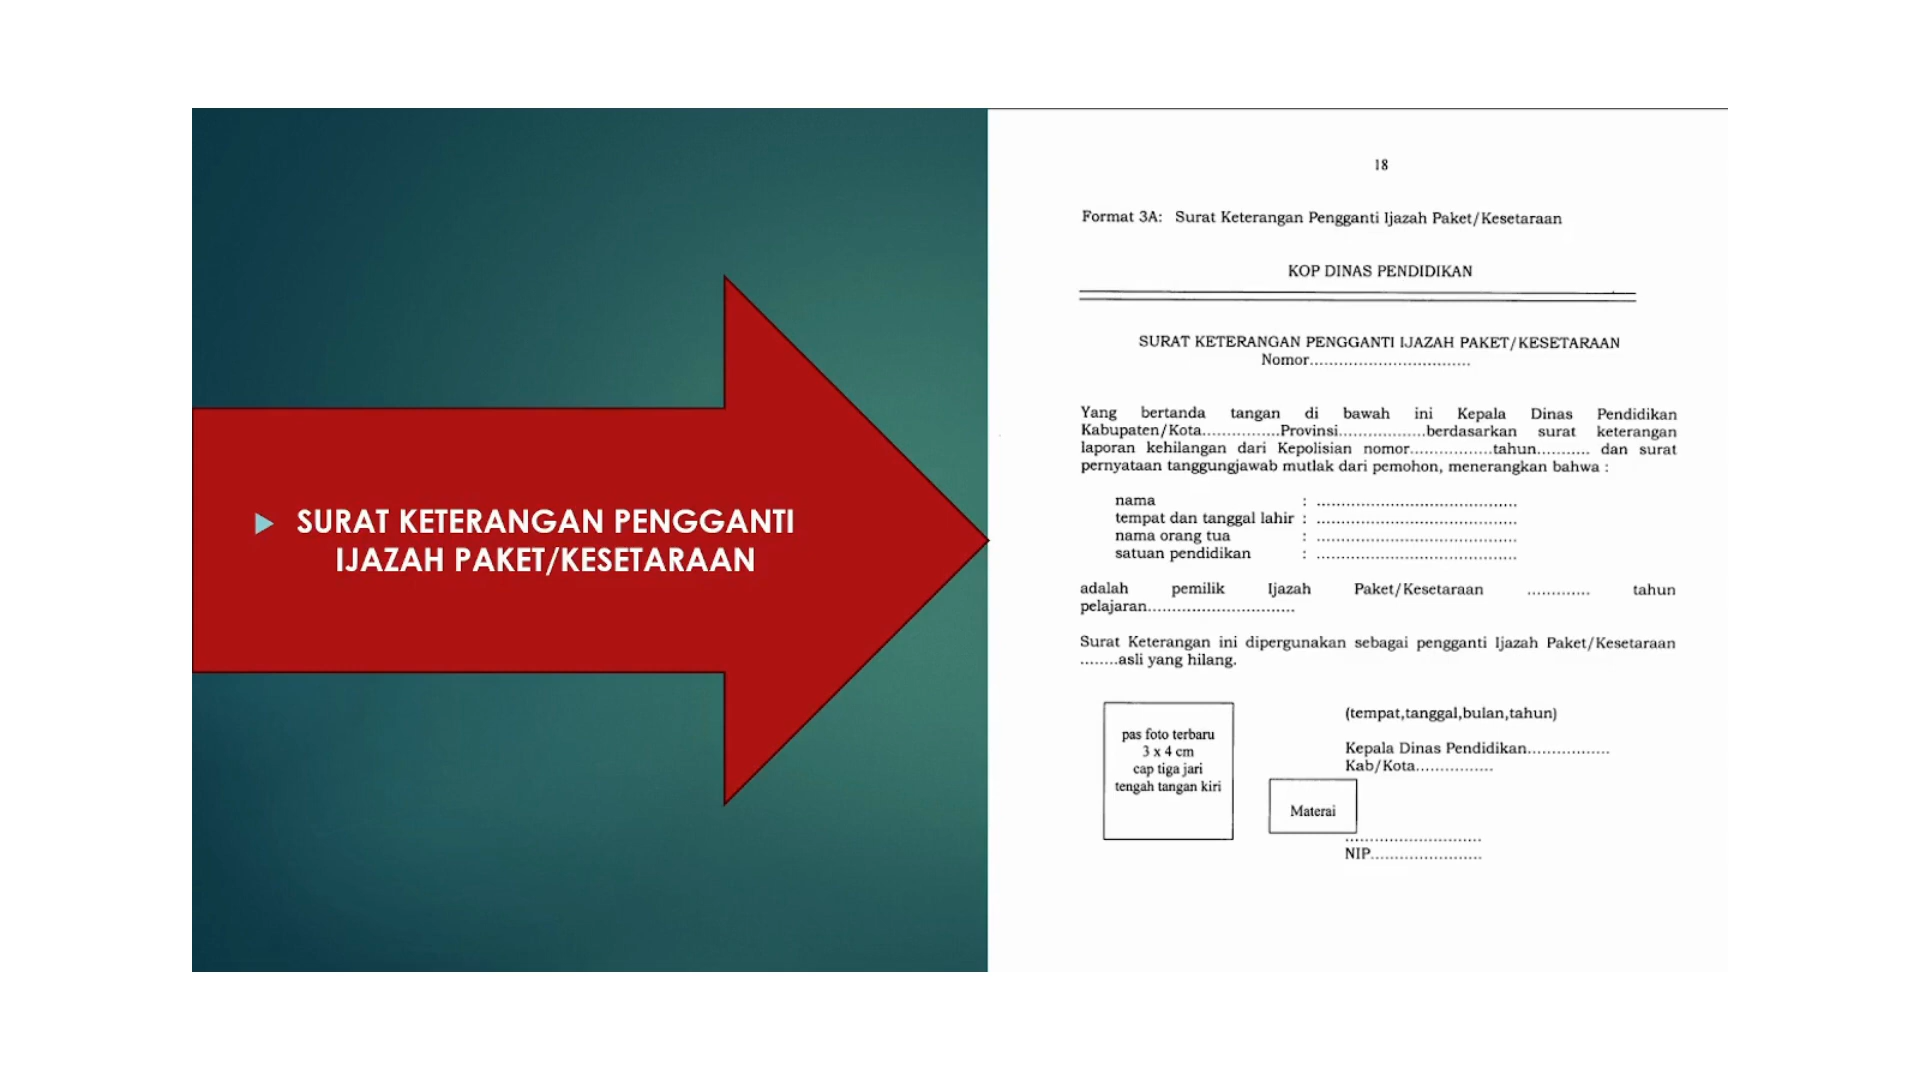 SURAT KETERANGAN PENGGANTI
IJAZAH PAKET/KESETARAAN
18
Format 3A: Surat Keterangan Pengganti Ijazah Paket/Kesetaraan
KOP DINAS PENDIDIKAN
SURAT KETERANGAN PENGGANTI IJAZAH PAKET/KESETARAAN
Nomor................................
Yang bertanda tangan di bawah ini Kepala Dinas Pendidikan
Kabupaten/Kota................Provinsi.................berdasarkan surat keterangan
laporan kehilangan dari Kepolisian nomor.................tahun........... dan surat
pernyataan tanggungjawab mutlak dari pemohon, menerangkan bahwa :
nama : ........................................
tempat dan tanggal lahir : ........................................
nama orang tua : ........................................
satuan pendidikan : ........................................
adalah pemilik Ijazah Paket/Kesetaraan ............. tahun
pelajaran..............................
Surat Keterangan ini dipergunakan sebagai pengganti Ijazah Paket/Kesetaraan
........asli yang hilang.
pas foto terbaru
3 x 4 cm
cap tiga jari
tengah tangan kiri
(tempat,tanggal,bulan,tahun)
Kepala Dinas Pendidikan.................
Kab/Kota................
Materai
............................
NIP.......................